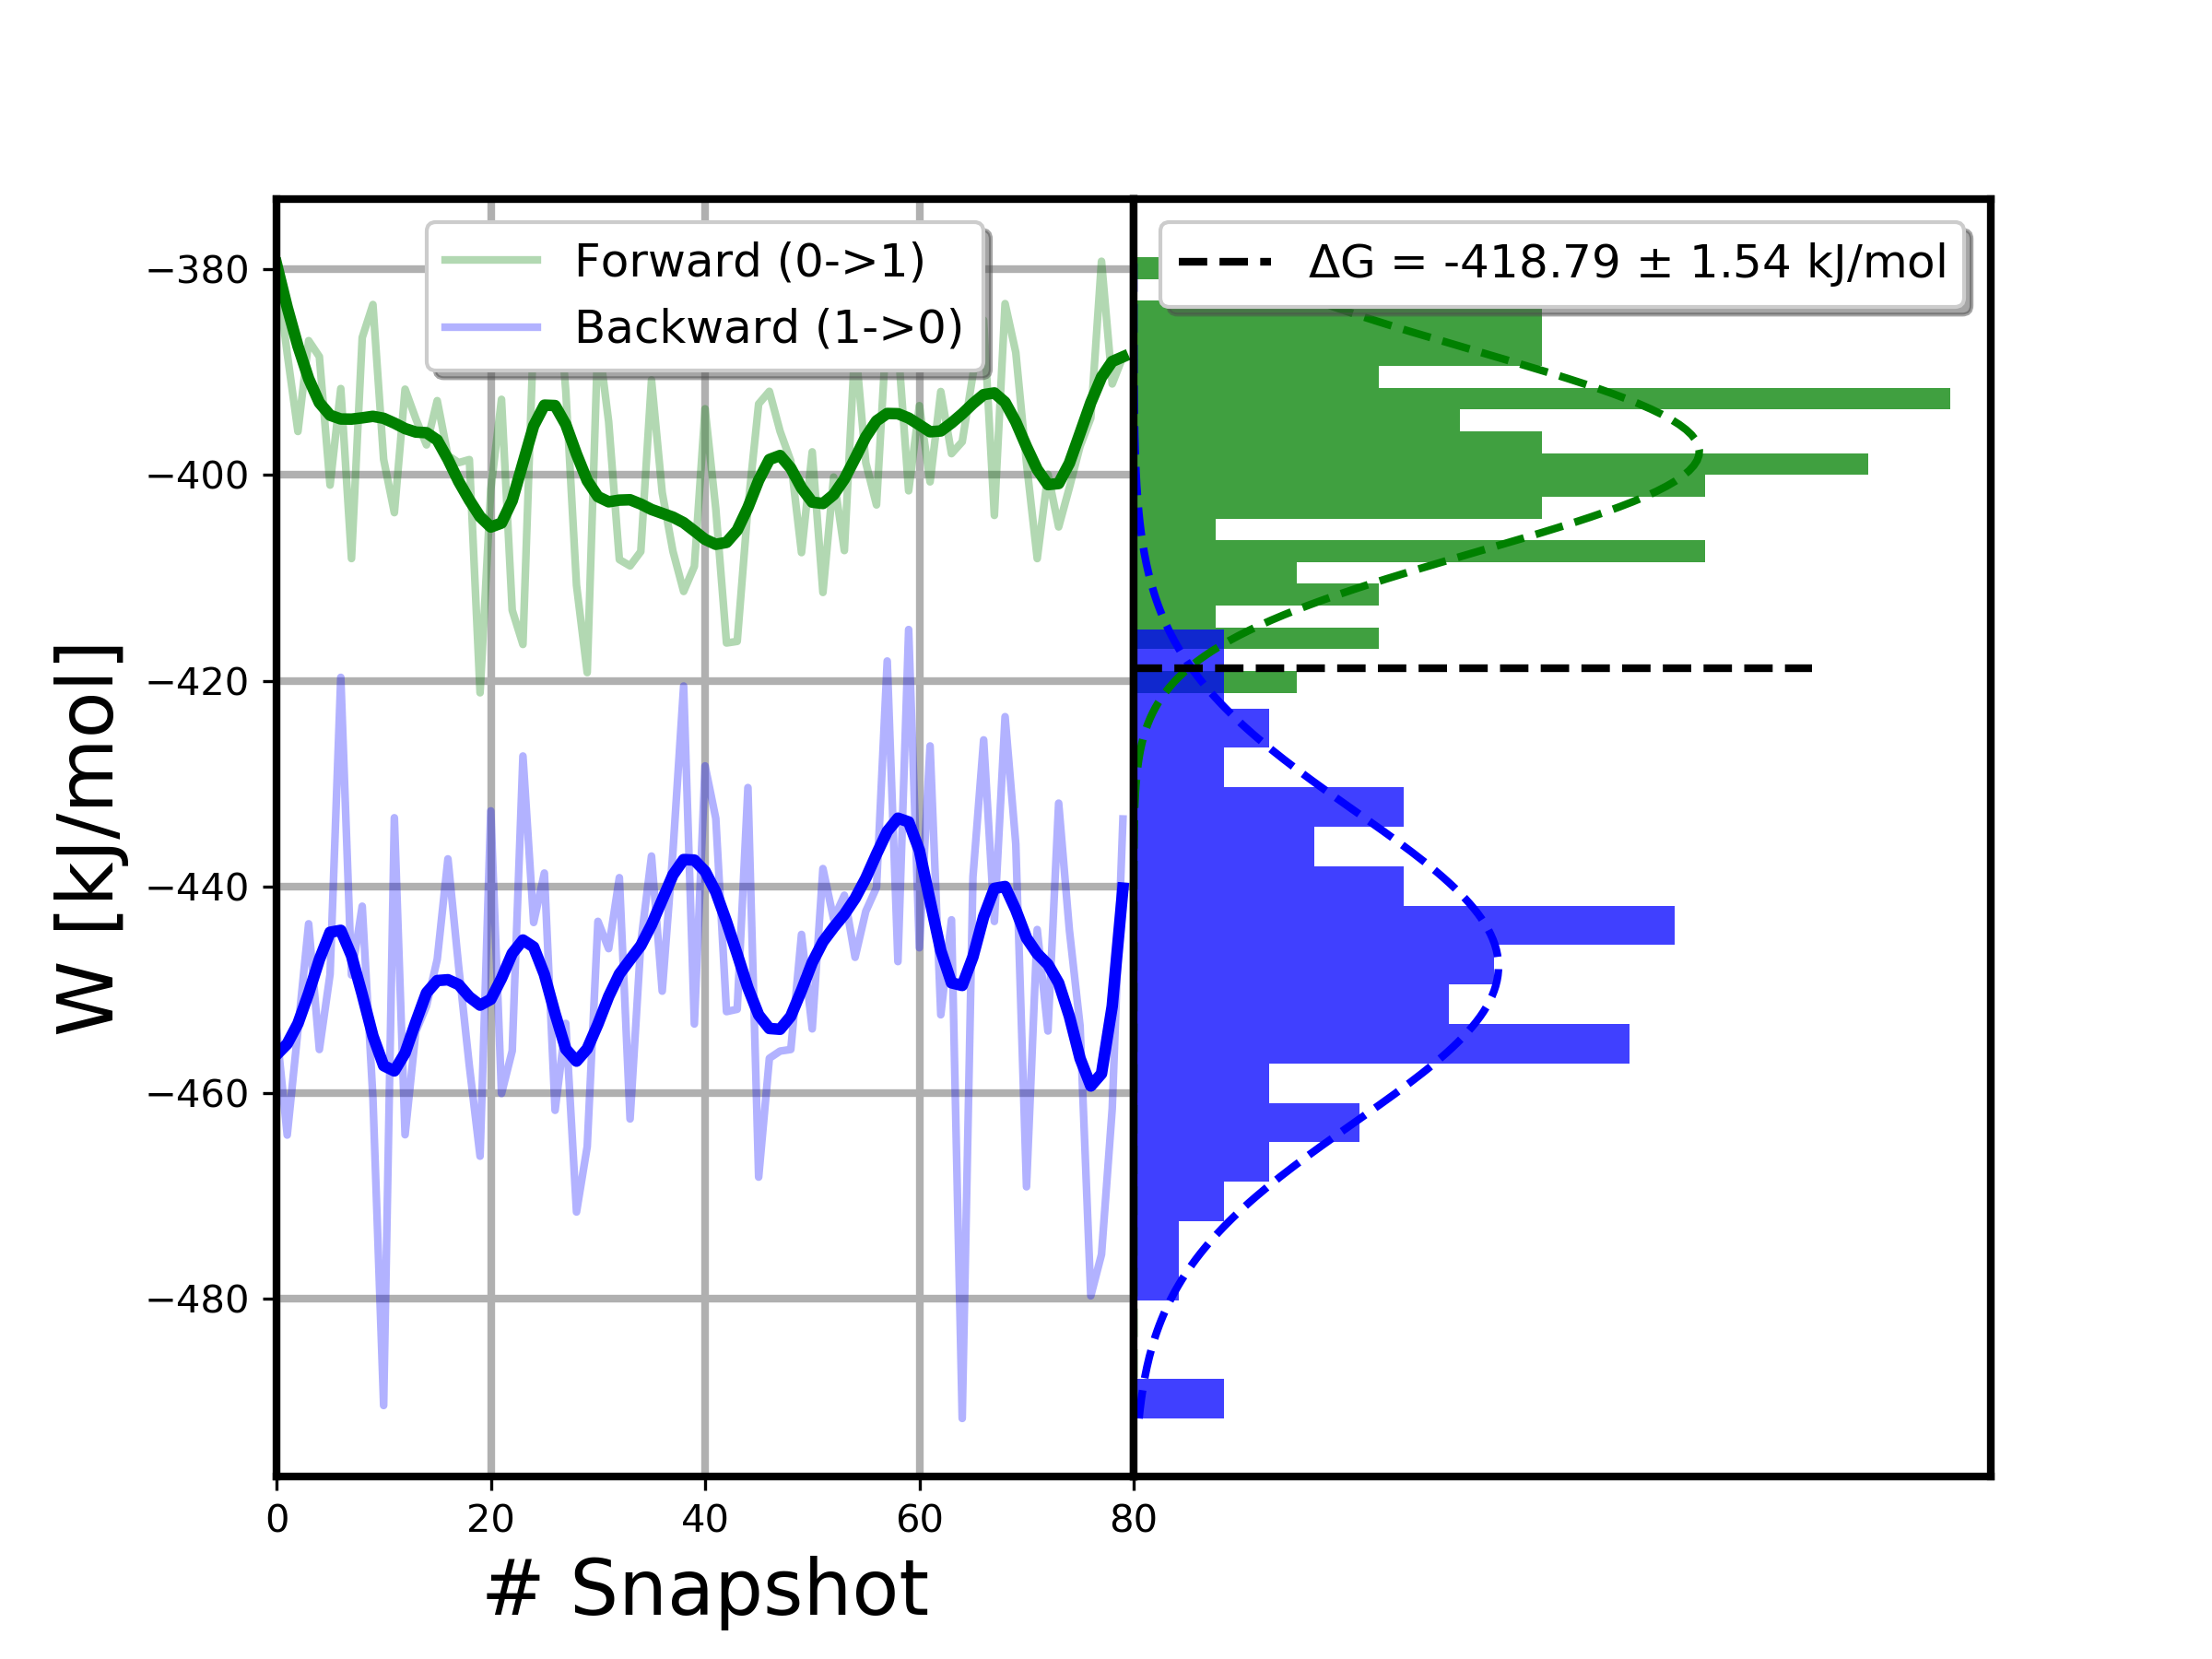 Forward (0->1)
Backward (1->0)
ΔG = -418.79 ± 1.54 kJ/mol
−380
−400
−420
−440
−460
−480
W [kJ/mol]
0 20 40 60 80
# Snapshot